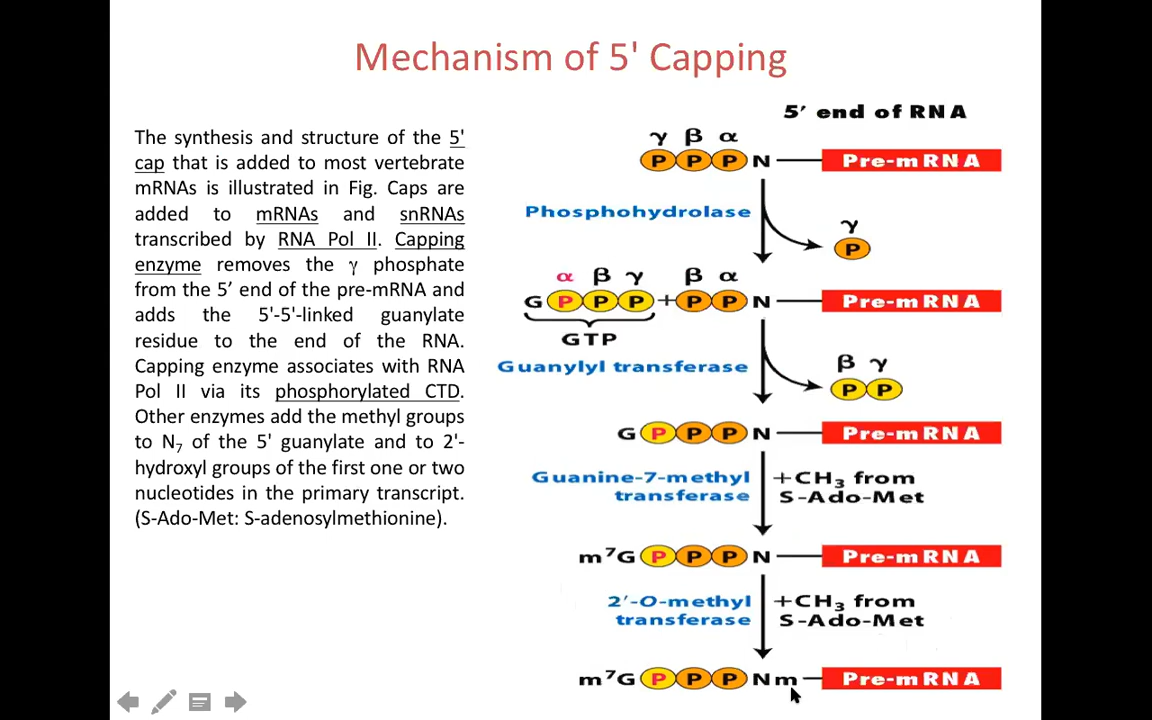 Mechanism of 5' Capping
The synthesis and structure of the 5'
cap that is added to most vertebrate
mRNAs is illustrated in Fig. Caps are
added to mRNAs and snRNAs
transcribed by RNA Pol II. Capping
enzyme removes the γ phosphate
from the 5' end of the pre-mRNA and
adds the 5'-5'-linked guanylate
residue to the end of the RNA.
Capping enzyme associates with RNA
Pol II via its phosphorylated CTD.
Other enzymes add the methyl groups
to N₇ of the 5' guanylate and to 2'-
hydroxyl groups of the first one or two
nucleotides in the primary transcript.
(S-Ado-Met: S-adenosylmethionine).
5′ end of RNA
γ β α
P P P N Pre-mRNA
Phosphohydrolase
γ
P
α β γ β α
G P P P + P P N Pre-mRNA
GTP
Guanylyl transferase
β γ
P P
G P P P N Pre-mRNA
Guanine-7-methyl
transferase
+CH₃ from
S-Ado-Met
m⁷G P P P N Pre-mRNA
2′-O-methyl
transferase
+CH₃ from
S-Ado-Met
m⁷G P P P Nm Pre-mRNA